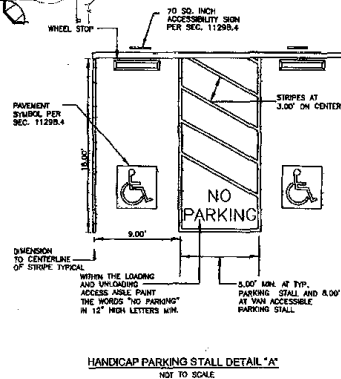 70 SQ. INCH
ACCESSIBILITY SIGN
PER SEC. 1129B.4
WHEEL STOP
STRIPES AT
3.00' ON CENTER
PAVEMENT
SYMBOL PER
SEC. 1129B.4
18.00'
NO
PARKING
9.00'
DIMENSION
TO CENTERLINE
OF STRIPE TYPICAL
WITHIN THE LOADING
AND UNLOADING
ACCESS AISLE PAINT
THE WORDS "NO PARKING"
IN 12" HIGH LETTERS MIN.
5.00' MIN. AT TYP.
PARKING STALL AND 8.00'
AT VAN ACCESSIBLE
PARKING STALL
HANDICAP PARKING STALL DETAIL "A"
NOT TO SCALE